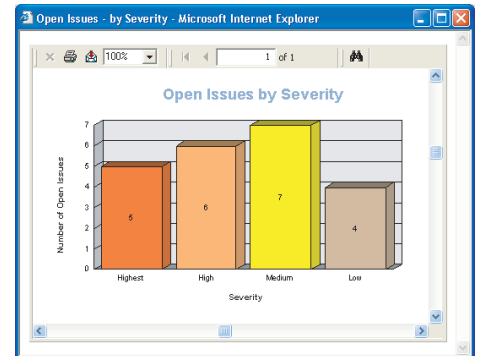 Open Issues - by Severity - Microsoft Internet Explorer
100% 1 of 1
Open Issues by Severity
Number of Open Issues
7
6
5
4
3
2
1
0
5
6
7
4
Highest High Medium Low
Severity